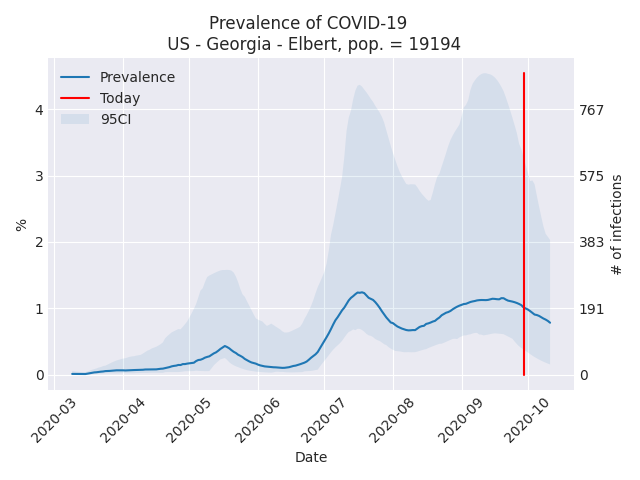 Prevalence of COVID-19
US - Georgia - Elbert, pop. = 19194
Prevalence
Today
95CI
%
4
3
2
1
0
767
575
383
191
0
# of infections
2020-03
2020-04
2020-05
2020-06
2020-07
2020-08
2020-09
2020-10
Date